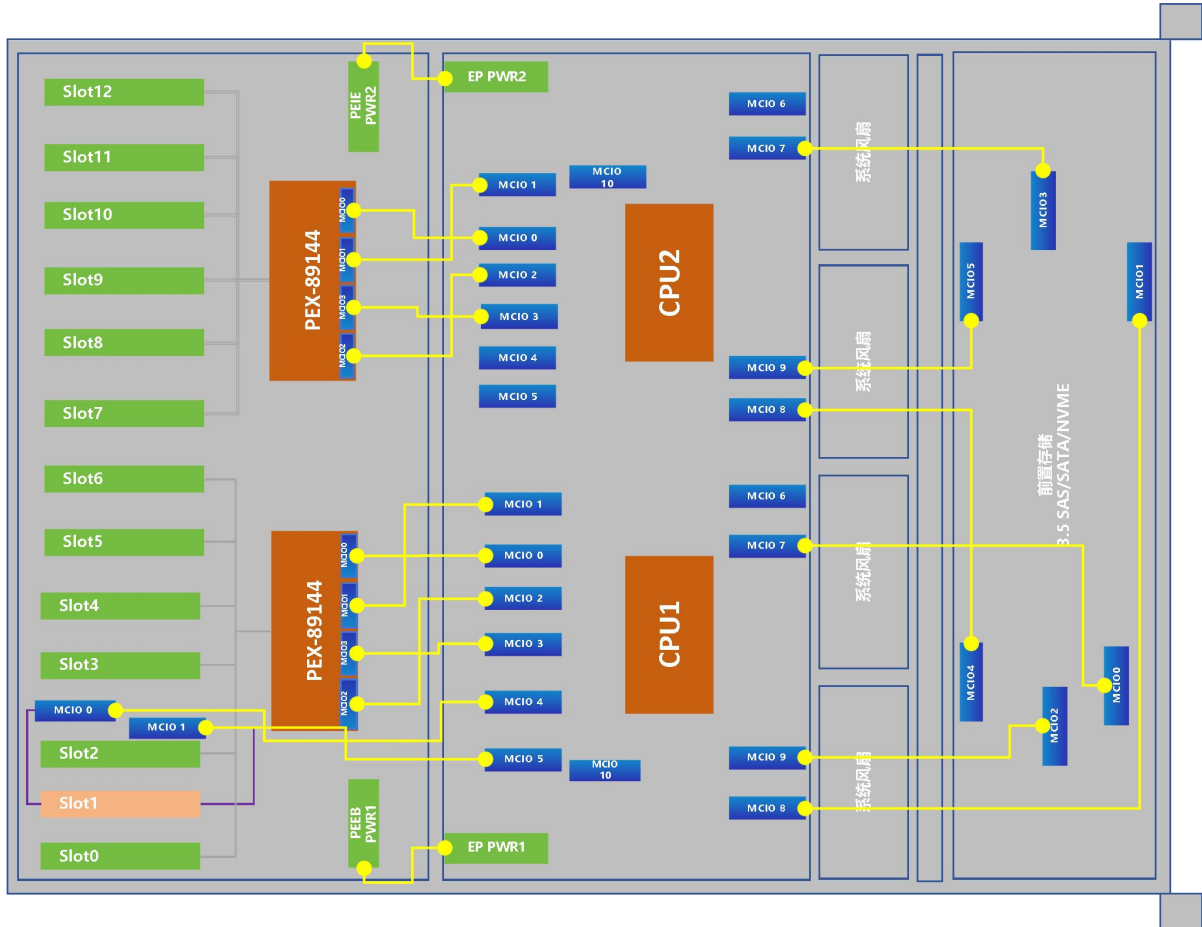 Slot12
Slot11
Slot10
Slot9
Slot8
Slot7
Slot6
Slot5
Slot4
Slot3
MCIO 0
MCIO 1
Slot2
Slot1
Slot0
PEX-89144
MCIO0
MCIO1
MCIO3
MCIO2
PEX-89144
MCIO0
MCIO1
MCIO3
MCIO2
PEIE
PWR2
PEEB
PWR1
EP PWR2
MCIO 1
MCIO 0
MCIO 2
MCIO 3
MCIO 4
MCIO 5
MCIO
10
CPU2
MCIO 6
MCIO 7
MCIO 9
MCIO 8
MCIO 1
MCIO 0
MCIO 2
MCIO 3
MCIO 4
MCIO 5
MCIO
10
CPU1
MCIO 6
MCIO 7
MCIO 9
MCIO 8
EP PWR1
系统风扇
系统风扇
系统风扇
系统风扇
MCIO3
MCIO5
MCIO1
前置存储
3.5 SAS/SATA/NVME
MCIO4
MCIO2
MCIO0